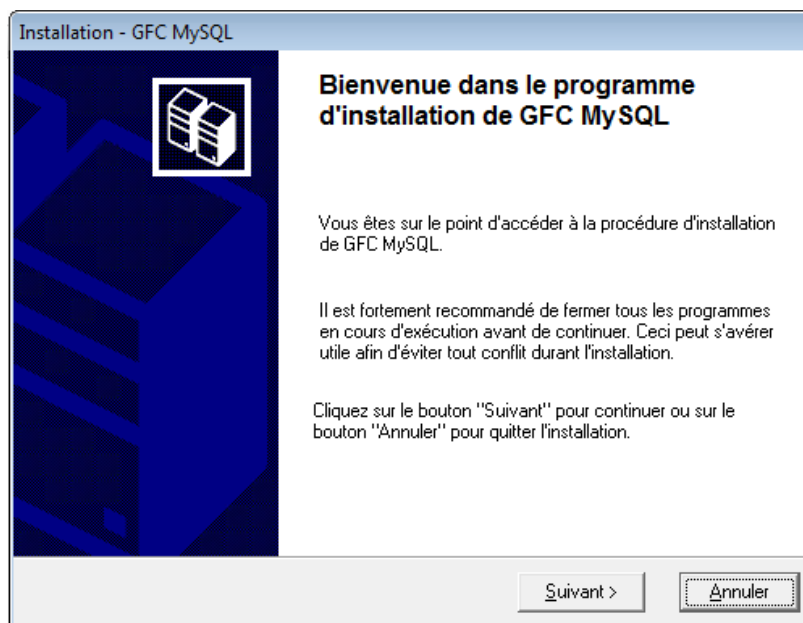 Installation - GFC MySQL
Bienvenue dans le programme
d'installation de GFC MySQL
Vous êtes sur le point d'accéder à la procédure d'installation
de GFC MySQL.
Il est fortement recommandé de fermer tous les programmes
en cours d'exécution avant de continuer. Ceci peut s'avérer
utile afin d'éviter tout conflit durant l'installation.
Cliquez sur le bouton "Suivant" pour continuer ou sur le
bouton "Annuler" pour quitter l'installation.
Suivant >
Annuler